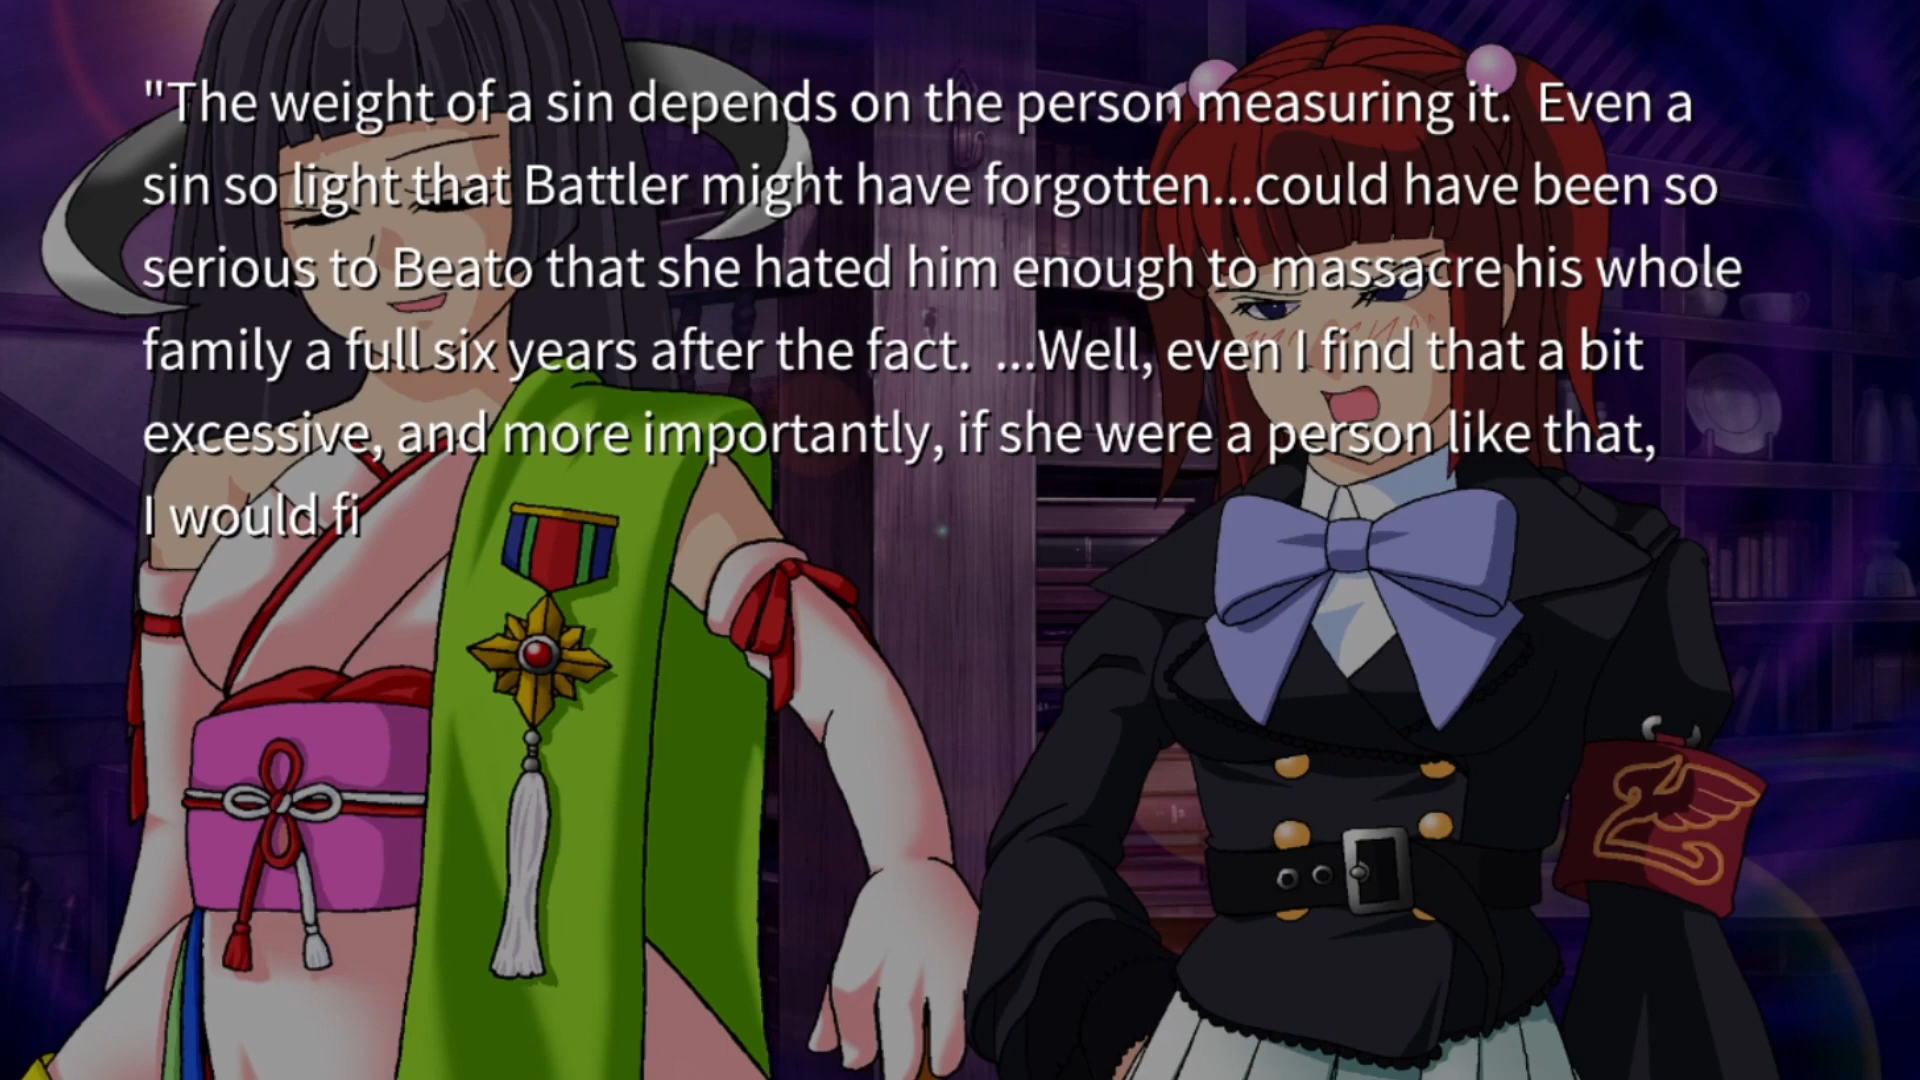 "The weight of a sin depends on the person measuring it.  Even a
sin so light that Battler might have forgotten...could have been so
serious to Beato that she hated him enough to massacre his whole
family a full six years after the fact.  ...Well, even I find that a bit
excessive, and more importantly, if she were a person like that,
I would fi